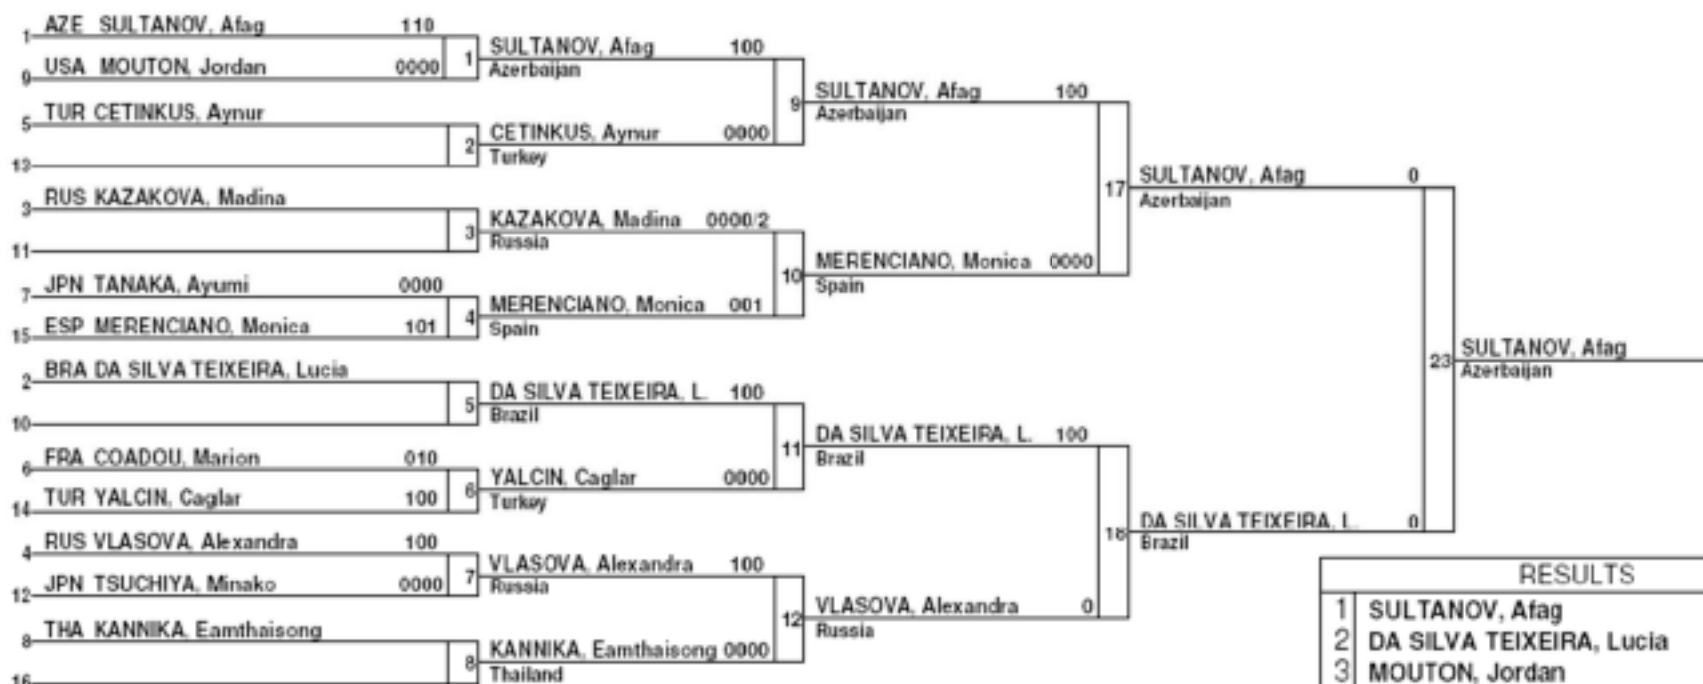 1 AZE SULTANOV, Afag 110
9 USA MOUTON, Jordan 0000
1 SULTANOV, Afag 100
Azerbaijan
5 TUR CETINKUS, Aynur
13
2 CETINKUS, Aynur 0000
Turkey
9 SULTANOV, Afag 100
Azerbaijan
3 RUS KAZAKOVA, Madina
11
3 KAZAKOVA, Madina 0000/2
Russia
7 JPN TANAKA, Ayumi 0000
15 ESP MERENCIANO, Monica 101
4 MERENCIANO, Monica 001
Spain
10 MERENCIANO, Monica 0000
Spain
17 SULTANOV, Afag 0
Azerbaijan
2 BRA DA SILVA TEIXEIRA, Lucia
10
5 DA SILVA TEIXEIRA, L. 100
Brazil
6 FRA COADOU, Marion 010
14 TUR YALCIN, Caglar 100
6 YALCIN, Caglar 0000
Turkey
11 DA SILVA TEIXEIRA, L. 100
Brazil
4 RUS VLASOVA, Alexandra 100
12 JPN TSUCHIYA, Minako 0000
7 VLASOVA, Alexandra 100
Russia
8 THA KANNIKA, Eamthaisong
16
8 KANNIKA, Eamthaisong 0000
Thailand
12 VLASOVA, Alexandra 0
Russia
18 DA SILVA TEIXEIRA, L. 0
Brazil
23 SULTANOV, Afag
Azerbaijan
RESULTS
1 SULTANOV, Afag
2 DA SILVA TEIXEIRA, Lucia
3 MOUTON, Jordan